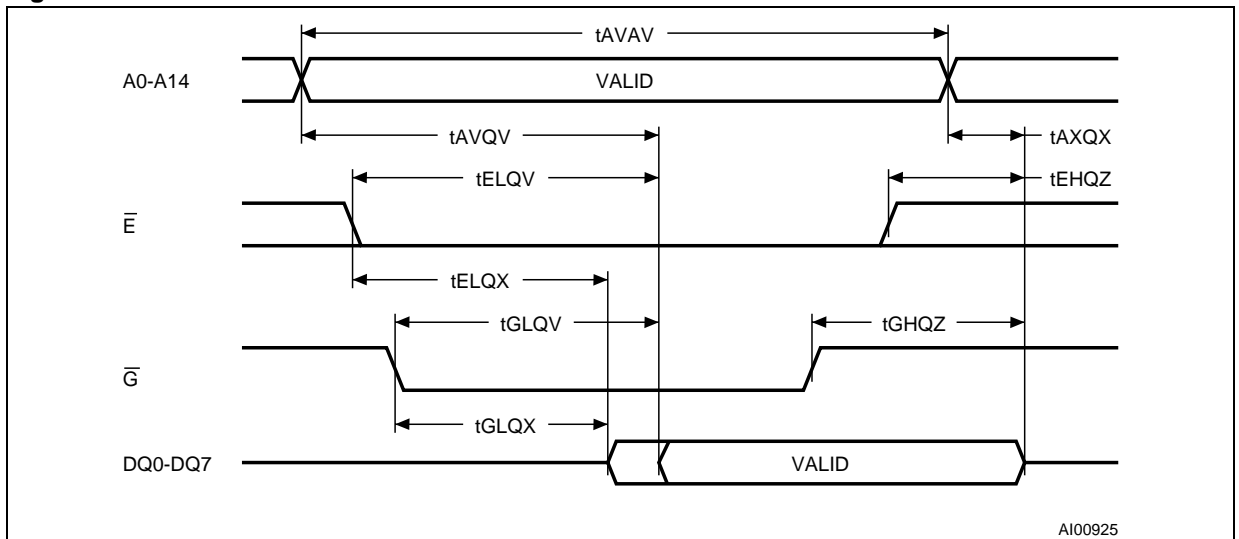 tAVAV
A0-A14
VALID
tAVQV
tAXQX
tELQV
tEHQZ
E̅
tELQX
tGLQV
tGHQZ
G̅
tGLQX
DQ0-DQ7
VALID
AI00925